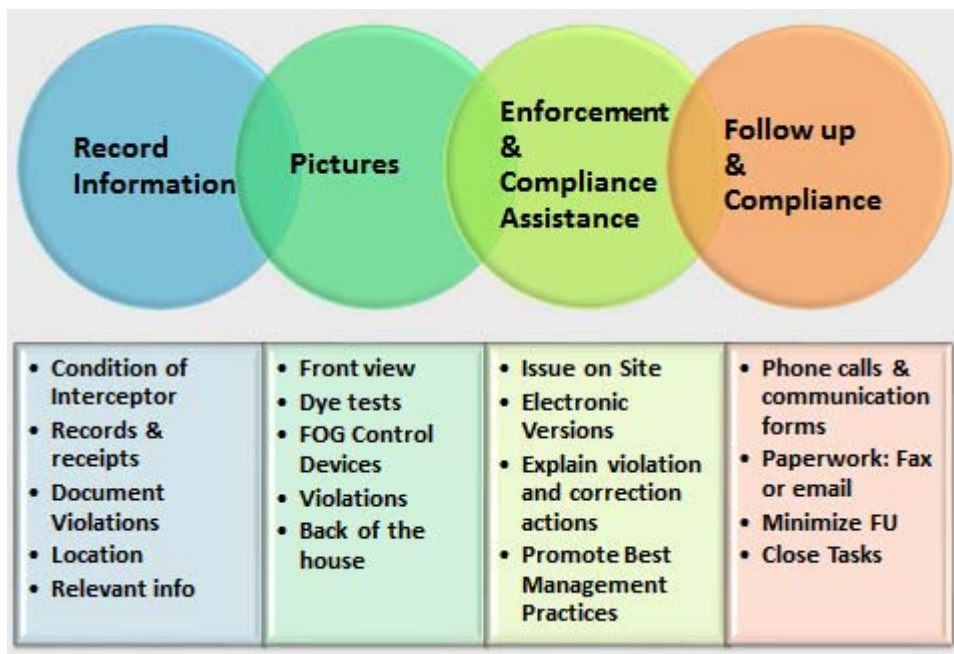 Record
Information
Pictures
Enforcement
&
Compliance
Assistance
Follow up
&
Compliance
• Condition of
Interceptor
• Records &
receipts
• Document
Violations
• Location
• Relevant info
• Front view
• Dye tests
• FOG Control
Devices
• Violations
• Back of the
house
• Issue on Site
• Electronic
Versions
• Explain violation
and correction
actions
• Promote Best
Management
Practices
• Phone calls &
communication
forms
• Paperwork: Fax
or email
• Minimize FU
• Close Tasks